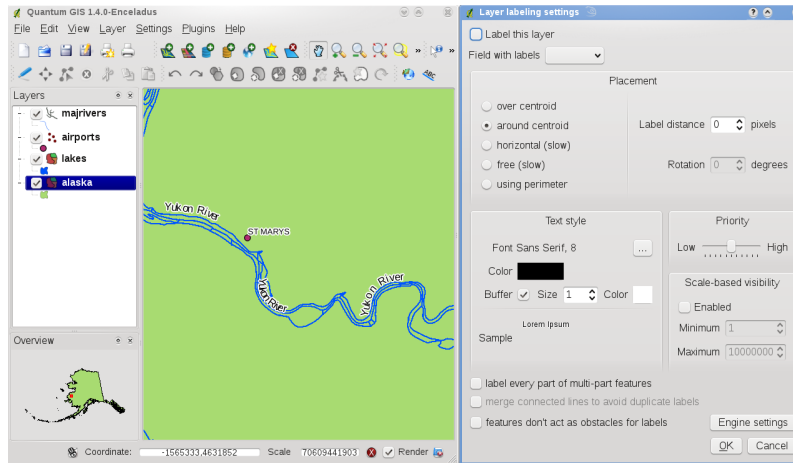 Quantum GIS 1.4.0-Enceladus
File Edit View Layer Settings Plugins Help
Layers
majrivers
airports
lakes
alaska
Overview
Yukon River
ST MARYS
Yukon River
Yukon River
Coordinate: -1565333,4631852 Scale 70609441903 Render
Layer labeling settings
Label this layer
Field with labels
Placement
over centroid
around centroid
horizontal (slow)
free (slow)
using perimeter
Label distance 0 pixels
Rotation 0 degrees
Text style
Font Sans Serif, 8 ...
Color
Buffer Size 1 Color
Lorem Ipsum
Sample
Priority
Low High
Scale-based visibility
Enabled
Minimum 1
Maximum 10000000
label every part of multi-part features
merge connected lines to avoid duplicate labels
features don't act as obstacles for labels
Engine settings
OK Cancel